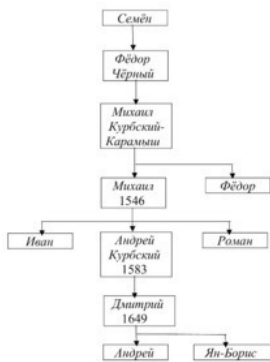 Семён
Фёдор
Чёрный
Михаил
Курбский-
Карамыш
Михаил
1546
Фёдор
Иван
Андрей
Курбский
1583
Роман
Дмитрий
1649
Андрей
Ян-Борис